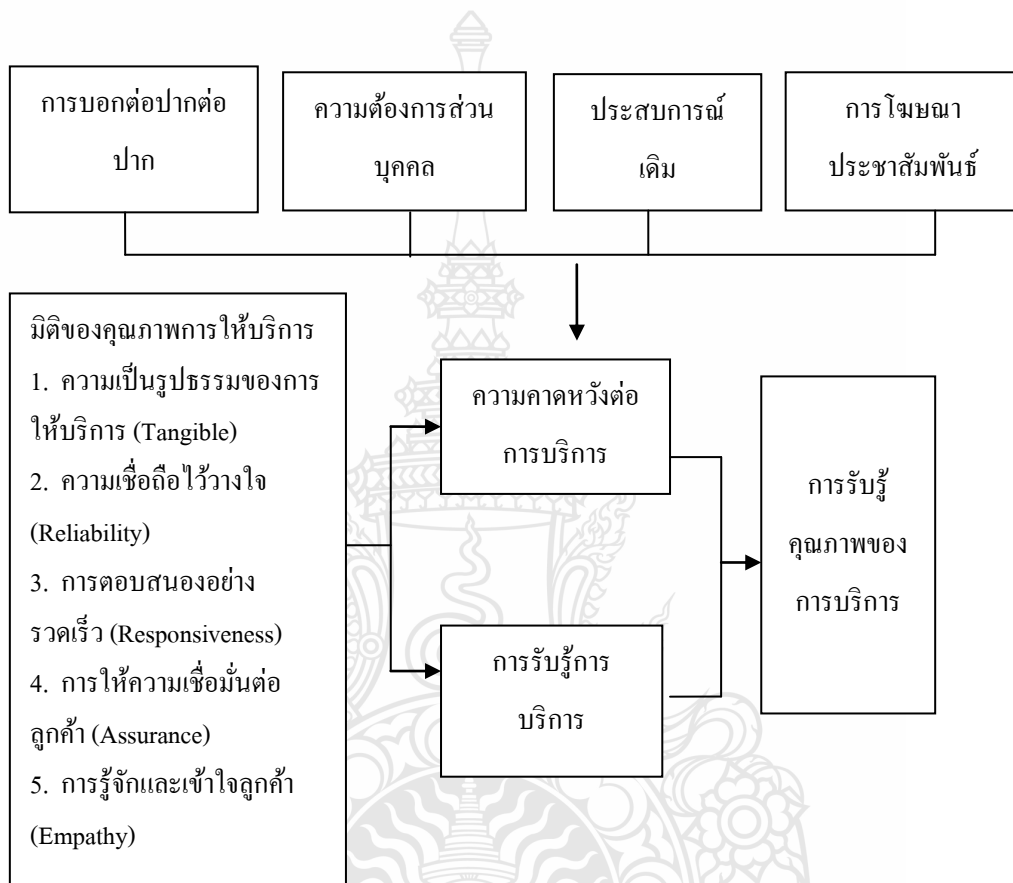 การบอกต่อปากต่อ
ปาก
ความต้องการส่วน
บุคคล
ประสบการณ์
เดิม
การโฆษณา
ประชาสัมพันธ์
มิติของคุณภาพการให้บริการ
1. ความเป็นรูปธรรมของการ
ให้บริการ (Tangible)
2. ความเชื่อถือไว้วางใจ
(Reliability)
3. การตอบสนองอย่าง
รวดเร็ว (Responsiveness)
4. การให้ความเชื่อมั่นต่อ
ลูกค้า (Assurance)
5. การรู้จักและเข้าใจลูกค้า
(Empathy)
ความคาดหวังต่อ
การบริการ
การรับรู้การ
บริการ
การรับรู้
คุณภาพของ
การบริการ